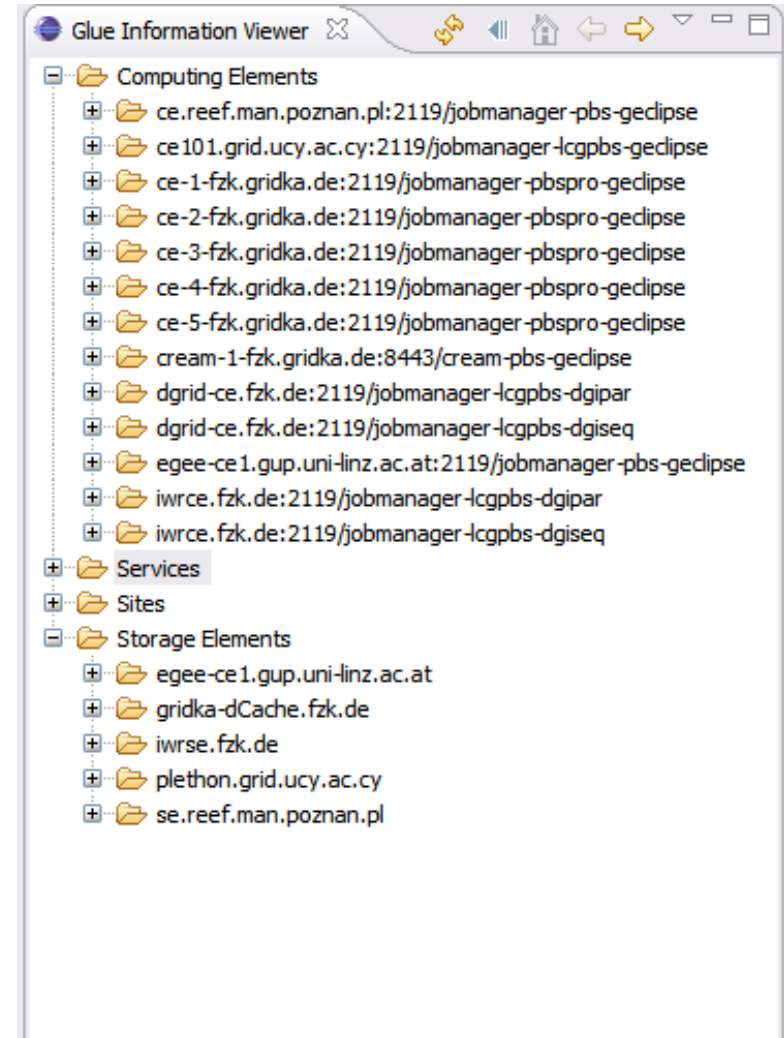 Glue Information Viewer
Computing Elements
ce.reef.man.poznan.pl:2119/jobmanager-pbs-geclipse
ce101.grid.ucy.ac.cy:2119/jobmanager-lcgpbs-geclipse
ce-1-fzk.gridka.de:2119/jobmanager-pbspro-geclipse
ce-2-fzk.gridka.de:2119/jobmanager-pbspro-geclipse
ce-3-fzk.gridka.de:2119/jobmanager-pbspro-geclipse
ce-4-fzk.gridka.de:2119/jobmanager-pbspro-geclipse
ce-5-fzk.gridka.de:2119/jobmanager-pbspro-geclipse
cream-1-fzk.gridka.de:8443/cream-pbs-geclipse
dgrid-ce.fzk.de:2119/jobmanager-lcgpbs-dgipar
dgrid-ce.fzk.de:2119/jobmanager-lcgpbs-dgiseq
egee-ce1.gup.uni-linz.ac.at:2119/jobmanager-pbs-geclipse
iwrce.fzk.de:2119/jobmanager-lcgpbs-dgipar
iwrce.fzk.de:2119/jobmanager-lcgpbs-dgiseq
Services
Sites
Storage Elements
egee-ce1.gup.uni-linz.ac.at
gridka-dCache.fzk.de
iwrse.fzk.de
plethon.grid.ucy.ac.cy
se.reef.man.poznan.pl